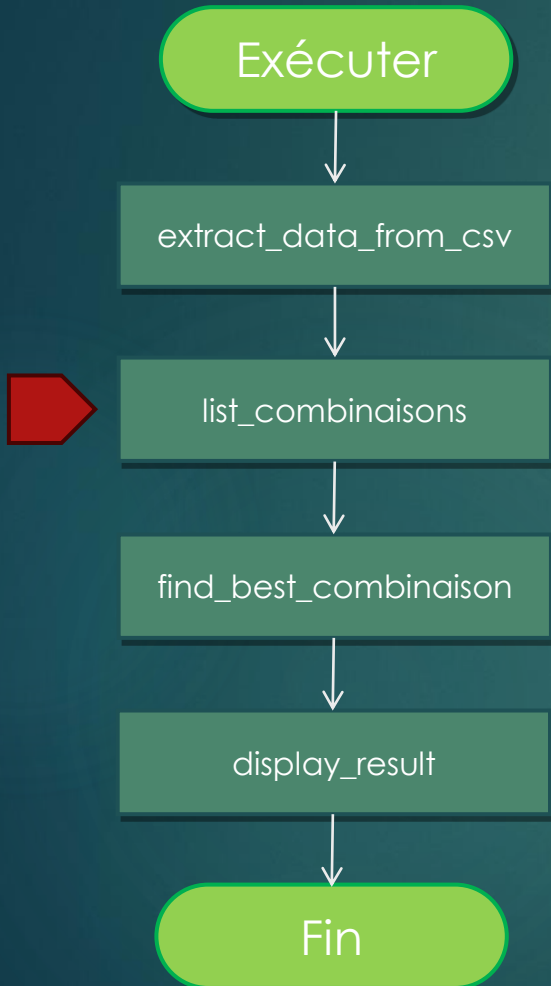 Exécuter
extract_data_from_csv
list_combinaisons
find_best_combinaison
display_result
Fin